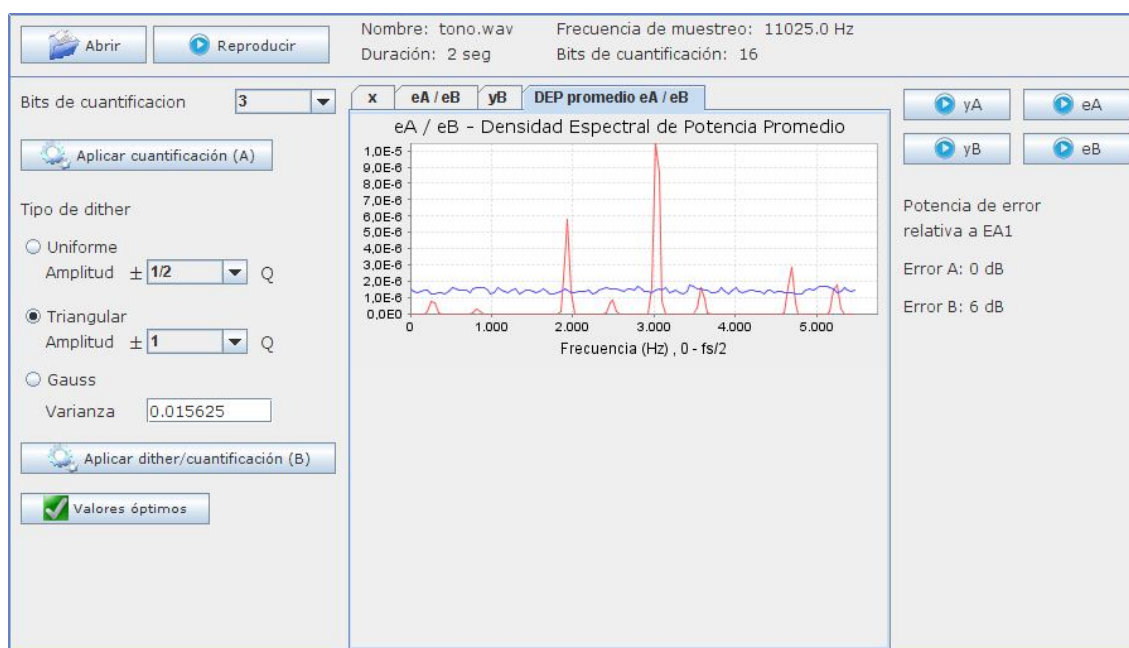 Abrir
Reproducir
Nombre: tono.wav
Frecuencia de muestreo: 11025.0 Hz
Duración: 2 seg
Bits de cuantificación: 16
Bits de cuantificacion
3
Aplicar cuantificación (A)
Tipo de dither
Uniforme
Amplitud ± 1/2 Q
Triangular
Amplitud ± 1 Q
Gauss
Varianza 0.015625
Aplicar dither/cuantificación (B)
Valores óptimos
x
eA / eB
yB
DEP promedio eA / eB
eA / eB - Densidad Espectral de Potencia Promedio
1,0E-5
9,0E-6
8,0E-6
7,0E-6
6,0E-6
5,0E-6
4,0E-6
3,0E-6
2,0E-6
1,0E-6
0,0E0
0 1.000 2.000 3.000 4.000 5.000
Frecuencia (Hz) , 0 - fs/2
yA
eA
yB
eB
Potencia de error
relativa a EA1
Error A: 0 dB
Error B: 6 dB